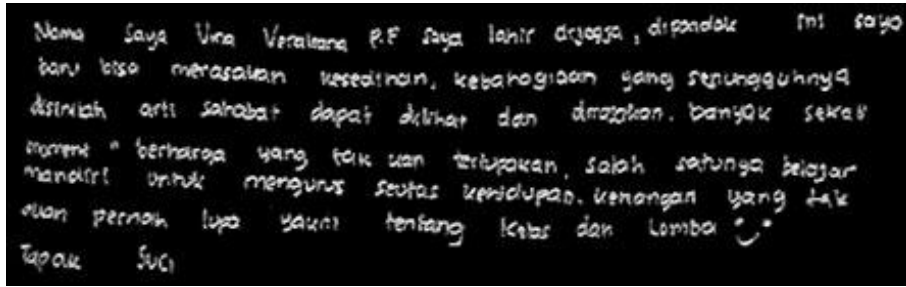 Nama Saya Vina Verawana P.F Saya lahir dijogja, dipondok ini saya
baru bisa merasakan kesedihan, kebahagiaan yang sesungguhnya
disinilah arti sahabat dapat dilihat dan dirasakan. banyak sekali
moment " berharga yang tak kan terlupakan, salah satunya belajar
mandiri untuk mengurus seutas kehidupan. kenangan yang tak
akan pernah lupa yakni tentang kelas dan Lomba
Tapak Suci